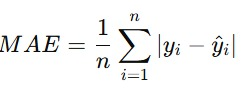 MAE = \frac{1}{n} \sum_{i=1}^{n} |y_i - \hat{y}_i|